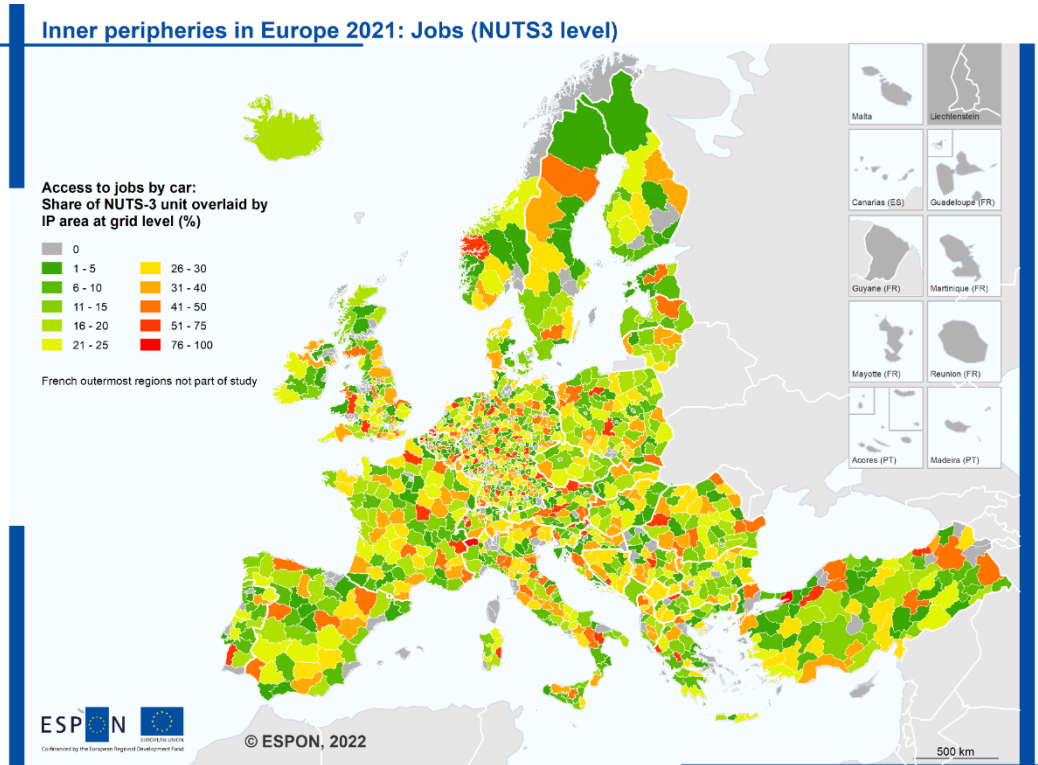 Inner peripheries in Europe 2021: Jobs (NUTS3 level)
Access to jobs by car:
Share of NUTS-3 unit overlaid by
IP area at grid level (%)
0
1 - 5
6 - 10
11 - 15
16 - 20
21 - 25
26 - 30
31 - 40
41 - 50
51 - 75
76 - 100
French outermost regions not part of study
Malta
Liechtenstein
Canarias (ES)
Guadeloupe (FR)
Guyane (FR)
Martinique (FR)
Mayotte (FR)
Reunion (FR)
Acores (PT)
Madeira (PT)
ESPON
EUROPEAN UNION
Co-financed by the European Regional Development Fund
© ESPON, 2022
500 km